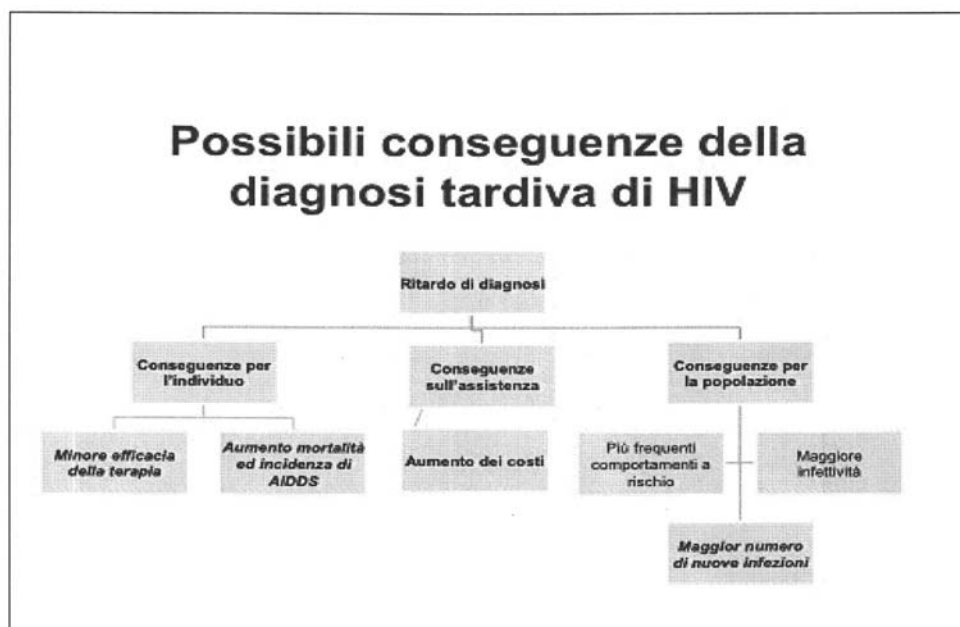 Possibili conseguenze della
diagnosi tardiva di HIV
Ritardo di diagnosi
Conseguenze per
l'individuo
Conseguenze
sull'assistenza
Conseguenze per
la popolazione
Minore efficacia
della terapia
Aumento mortalità
ed incidenza di
AIDDS
Aumento dei costi
Più frequenti
comportamenti a
rischio
Maggiore
infettività
Maggior numero
di nuove infezioni